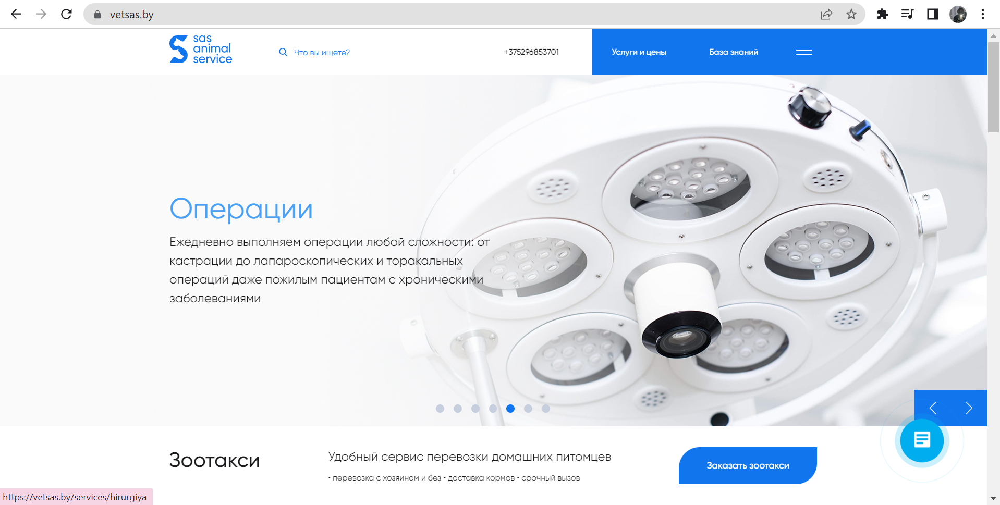 vetsas.by
sas
animal
service
Что вы ищете?
+375296853701
Услуги и цены
База знаний
Операции
Ежедневно выполняем операции любой сложности: от
кастрации до лапароскопических и торакальных
операций даже пожилым пациентам с хроническими
заболеваниями
Зоотакси
Удобный сервис перевозки домашних питомцев
• перевозка с хозяином и без • доставка кормов • срочный вызов
Заказать зоотакси
https://vetsas.by/services/hirurgiya